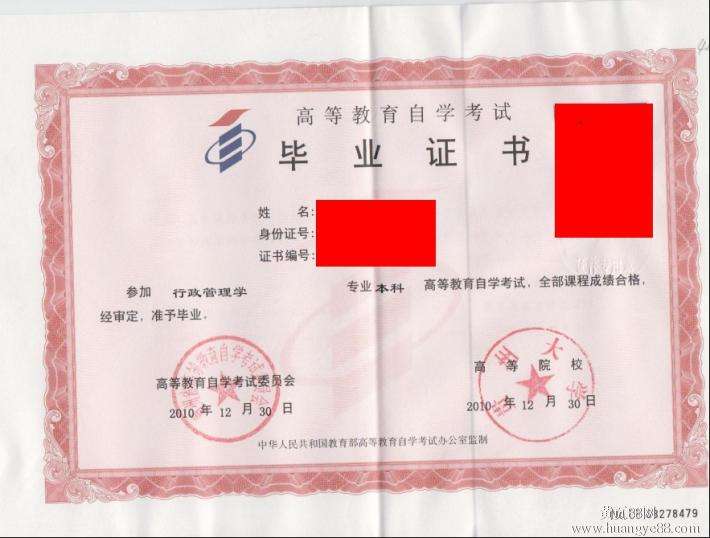 高等教育自学考试
毕业证书
姓 名:
身份证号:
证书编号:
参加 行政管理学 专业 本科 高等教育自学考试, 全部课程成绩合格,
经审定, 准予毕业.
高等教育自学考试委员会
2010 年 12 月 30 日
高 等 院 校
2010 年 12 月 30 日
中华人民共和国教育部高等教育自学考试办公室监制
www.huangye88.com